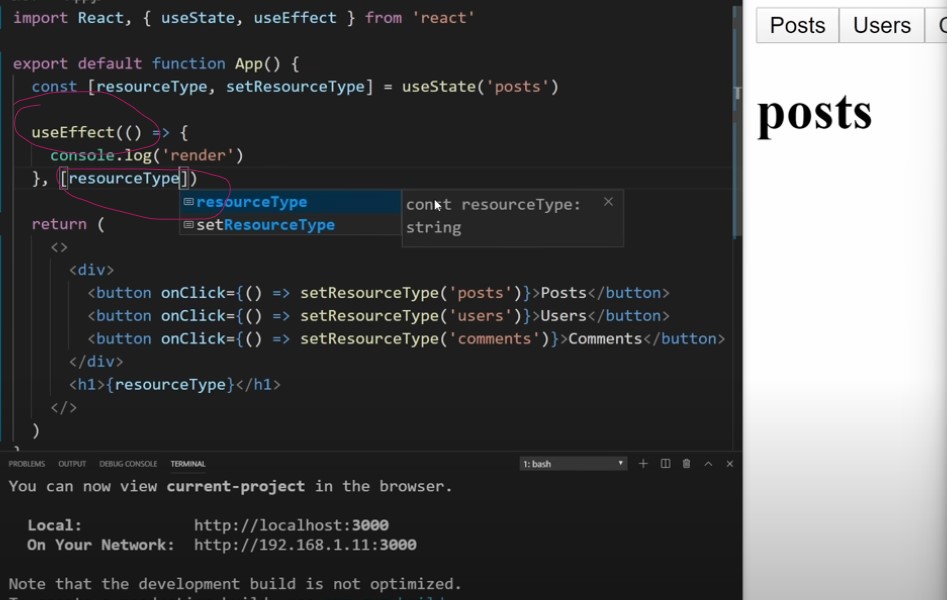 import React, { useState, useEffect } from 'react'
export default function App() {
const [resourceType, setResourceType] = useState('posts')
useEffect(() => {
console.log('render')
}, [resourceType])
resourceType
setResourceType
const resourceType:
string
return (
<>
<div>
<button onClick={() => setResourceType('posts')}>Posts</button>
<button onClick={() => setResourceType('users')}>Users</button>
<button onClick={() => setResourceType('comments')}>Comments</button>
</div>
<h1>{resourceType}</h1>
</>
)
PROBLEMS OUTPUT DEBUG CONSOLE TERMINAL 1: bash
You can now view current-project in the browser.
Local: http://localhost:3000
On Your Network: http://192.168.1.11:3000
Note that the development build is not optimized.
Posts Users
posts